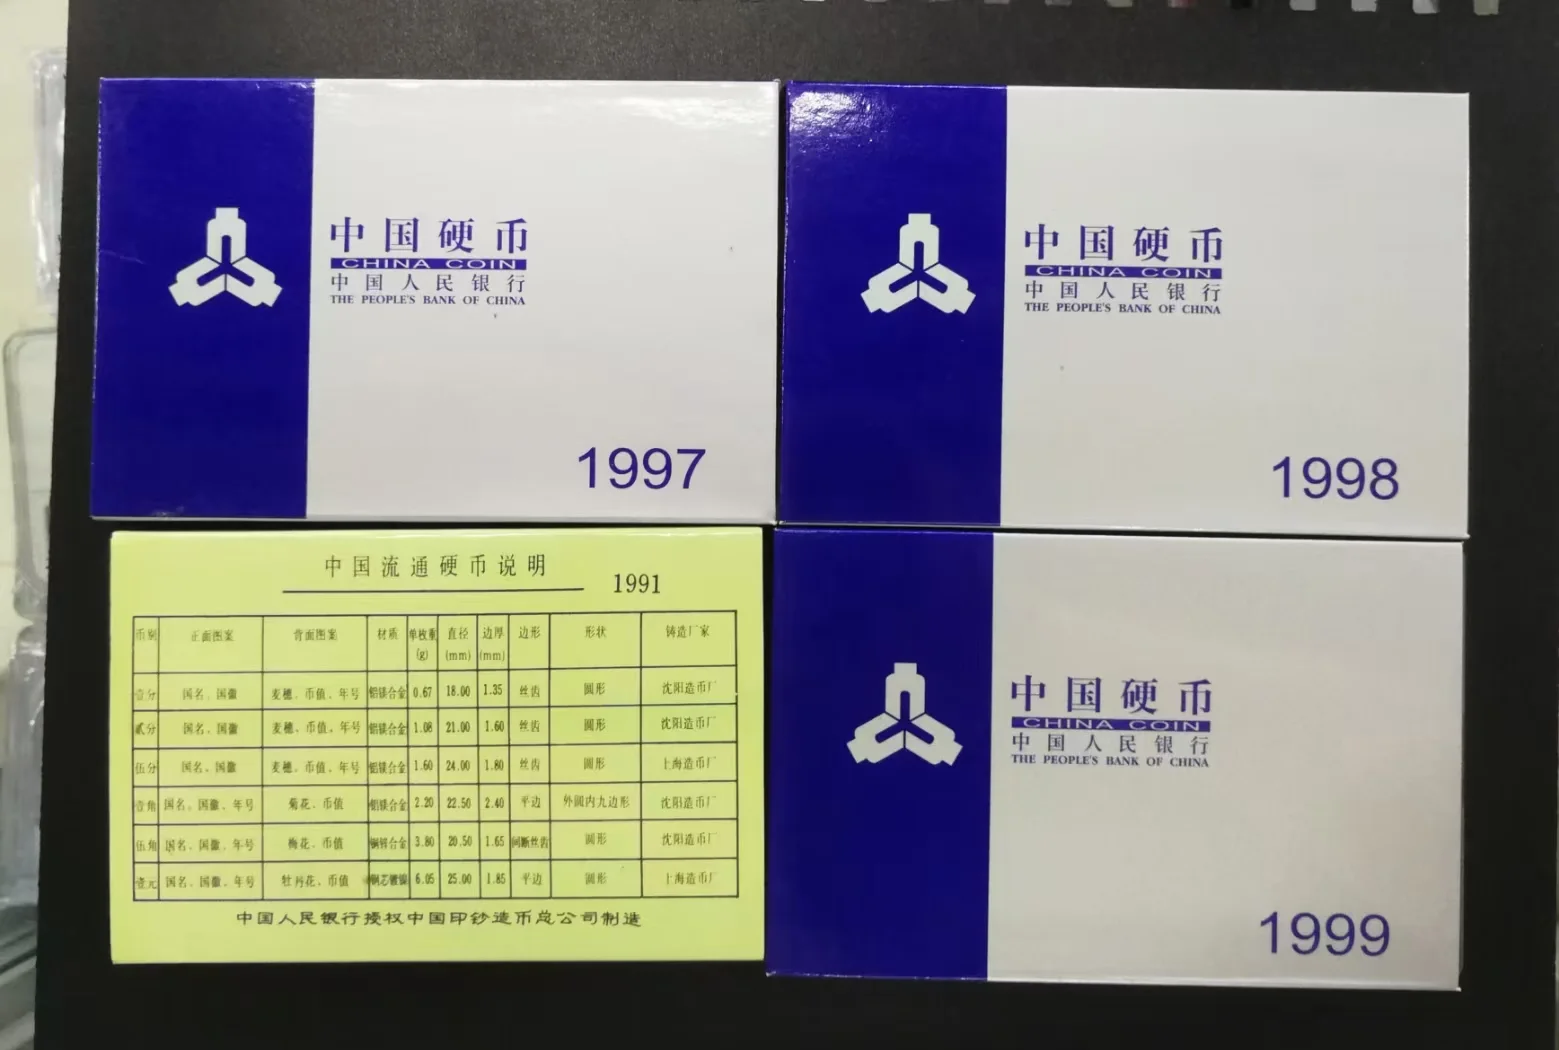 中国硬币
CHINA COIN
中国人民银行
THE PEOPLE'S BANK OF CHINA
1997
中国硬币
CHINA COIN
中国人民银行
THE PEOPLE'S BANK OF CHINA
1998
中国流通硬币说明 1991
币别 正面图案 背面图案 材质 单枚重(g) 直径(mm) 边厚(mm) 边形 形状 铸造厂家
壹分 国名、国徽 麦穗、币值、年号 铝镁合金 0.67 18.00 1.35 丝齿 圆形 沈阳造币厂
贰分 国名、国徽 麦穗、币值、年号 铝镁合金 1.08 21.00 1.60 丝齿 圆形 沈阳造币厂
伍分 国名、国徽 麦穗、币值、年号 铝镁合金 1.60 24.00 1.80 丝齿 圆形 上海造币厂
壹角 国名、国徽、年号 菊花、币值 铝镁合金 2.20 22.50 2.40 平边 外圆内九边形 沈阳造币厂
伍角 国名、国徽、年号 梅花、币值 铜锌合金 3.80 20.50 1.65 间断丝齿 圆形 沈阳造币厂
壹元 国名、国徽、年号 牡丹花、币值 钢芯镀镍 6.05 25.00 1.85 平边 圆形 上海造币厂
中国人民银行授权中国印钞造币总公司制造
中国硬币
CHINA COIN
中国人民银行
THE PEOPLE'S BANK OF CHINA
1999